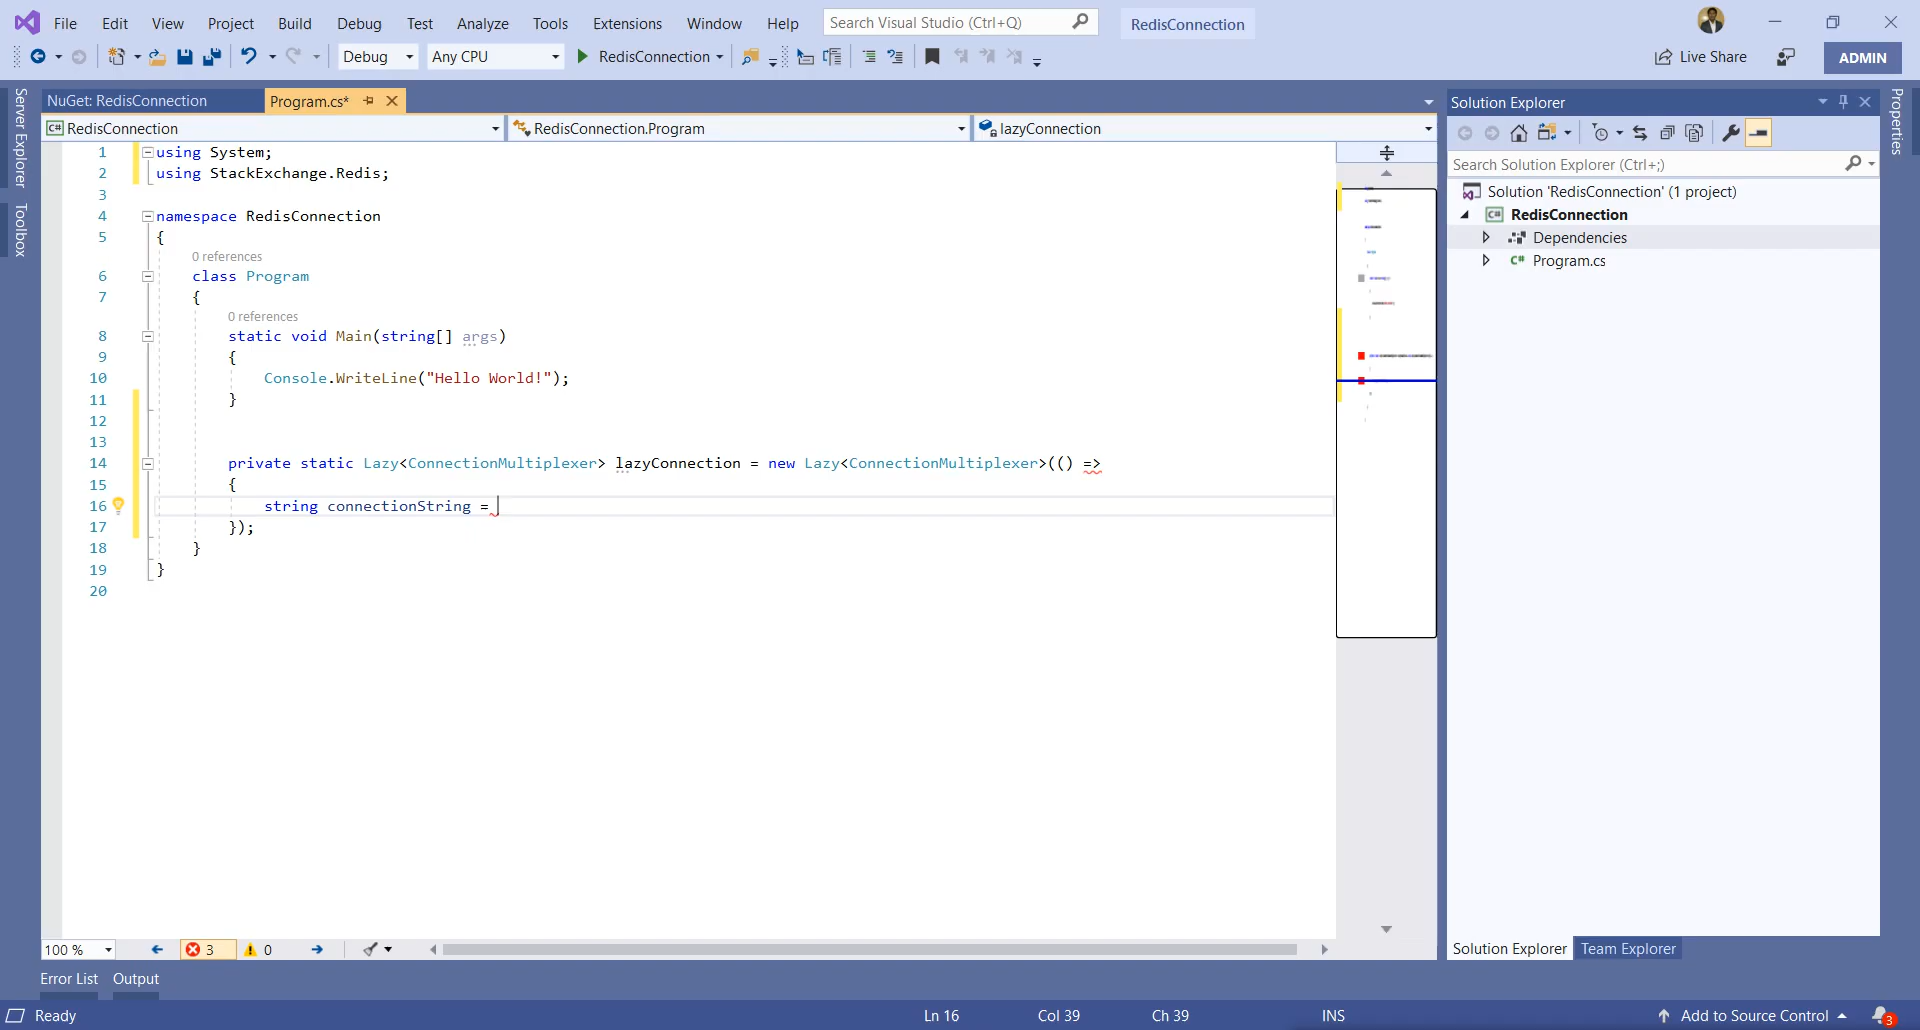 File Edit View Project Build Debug Test Analyze Tools Extensions Window Help Search Visual Studio (Ctrl+Q) RedisConnection
Debug Any CPU RedisConnection Live Share ADMIN
Server Explorer
Toolbox
NuGet: RedisConnection Program.cs*
C# RedisConnection RedisConnection.Program lazyConnection
1 using System;
2 using StackExchange.Redis;
3
4 namespace RedisConnection
5 {
0 references
6 class Program
7 {
0 references
8 static void Main(string[] args)
9 {
10 Console.WriteLine("Hello World!");
11 }
12
13
14 private static Lazy<ConnectionMultiplexer> lazyConnection = new Lazy<ConnectionMultiplexer>(() =>
15 {
16 string connectionString =
17 });
18 }
19 }
20
100 % 3 0
Error List Output
Solution Explorer
Search Solution Explorer (Ctrl+;)
Solution 'RedisConnection' (1 project)
C# RedisConnection
Dependencies
C# Program.cs
Solution Explorer Team Explorer
Properties
Ready Ln 16 Col 39 Ch 39 INS Add to Source Control 3